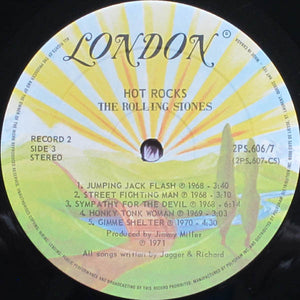 LONDON
HOT ROCKS
THE ROLLING STONES
RECORD 2
SIDE 3
STEREO
2PS.606/7
(2PS.607-CS)
1. JUMPING JACK FLASH ℗ 1968 - 3:40
2. STREET FIGHTING MAN ℗ 1968 - 3:10
3. SYMPATHY FOR THE DEVIL ℗ 1968 - 6:14
4. HONKY TONK WOMAN ℗ 1969 - 3:03
5. GIMME SHELTER ℗ 1970 - 4:30
Produced by Jimmy Miller
℗ 1971
All songs written by Jagger & Richard